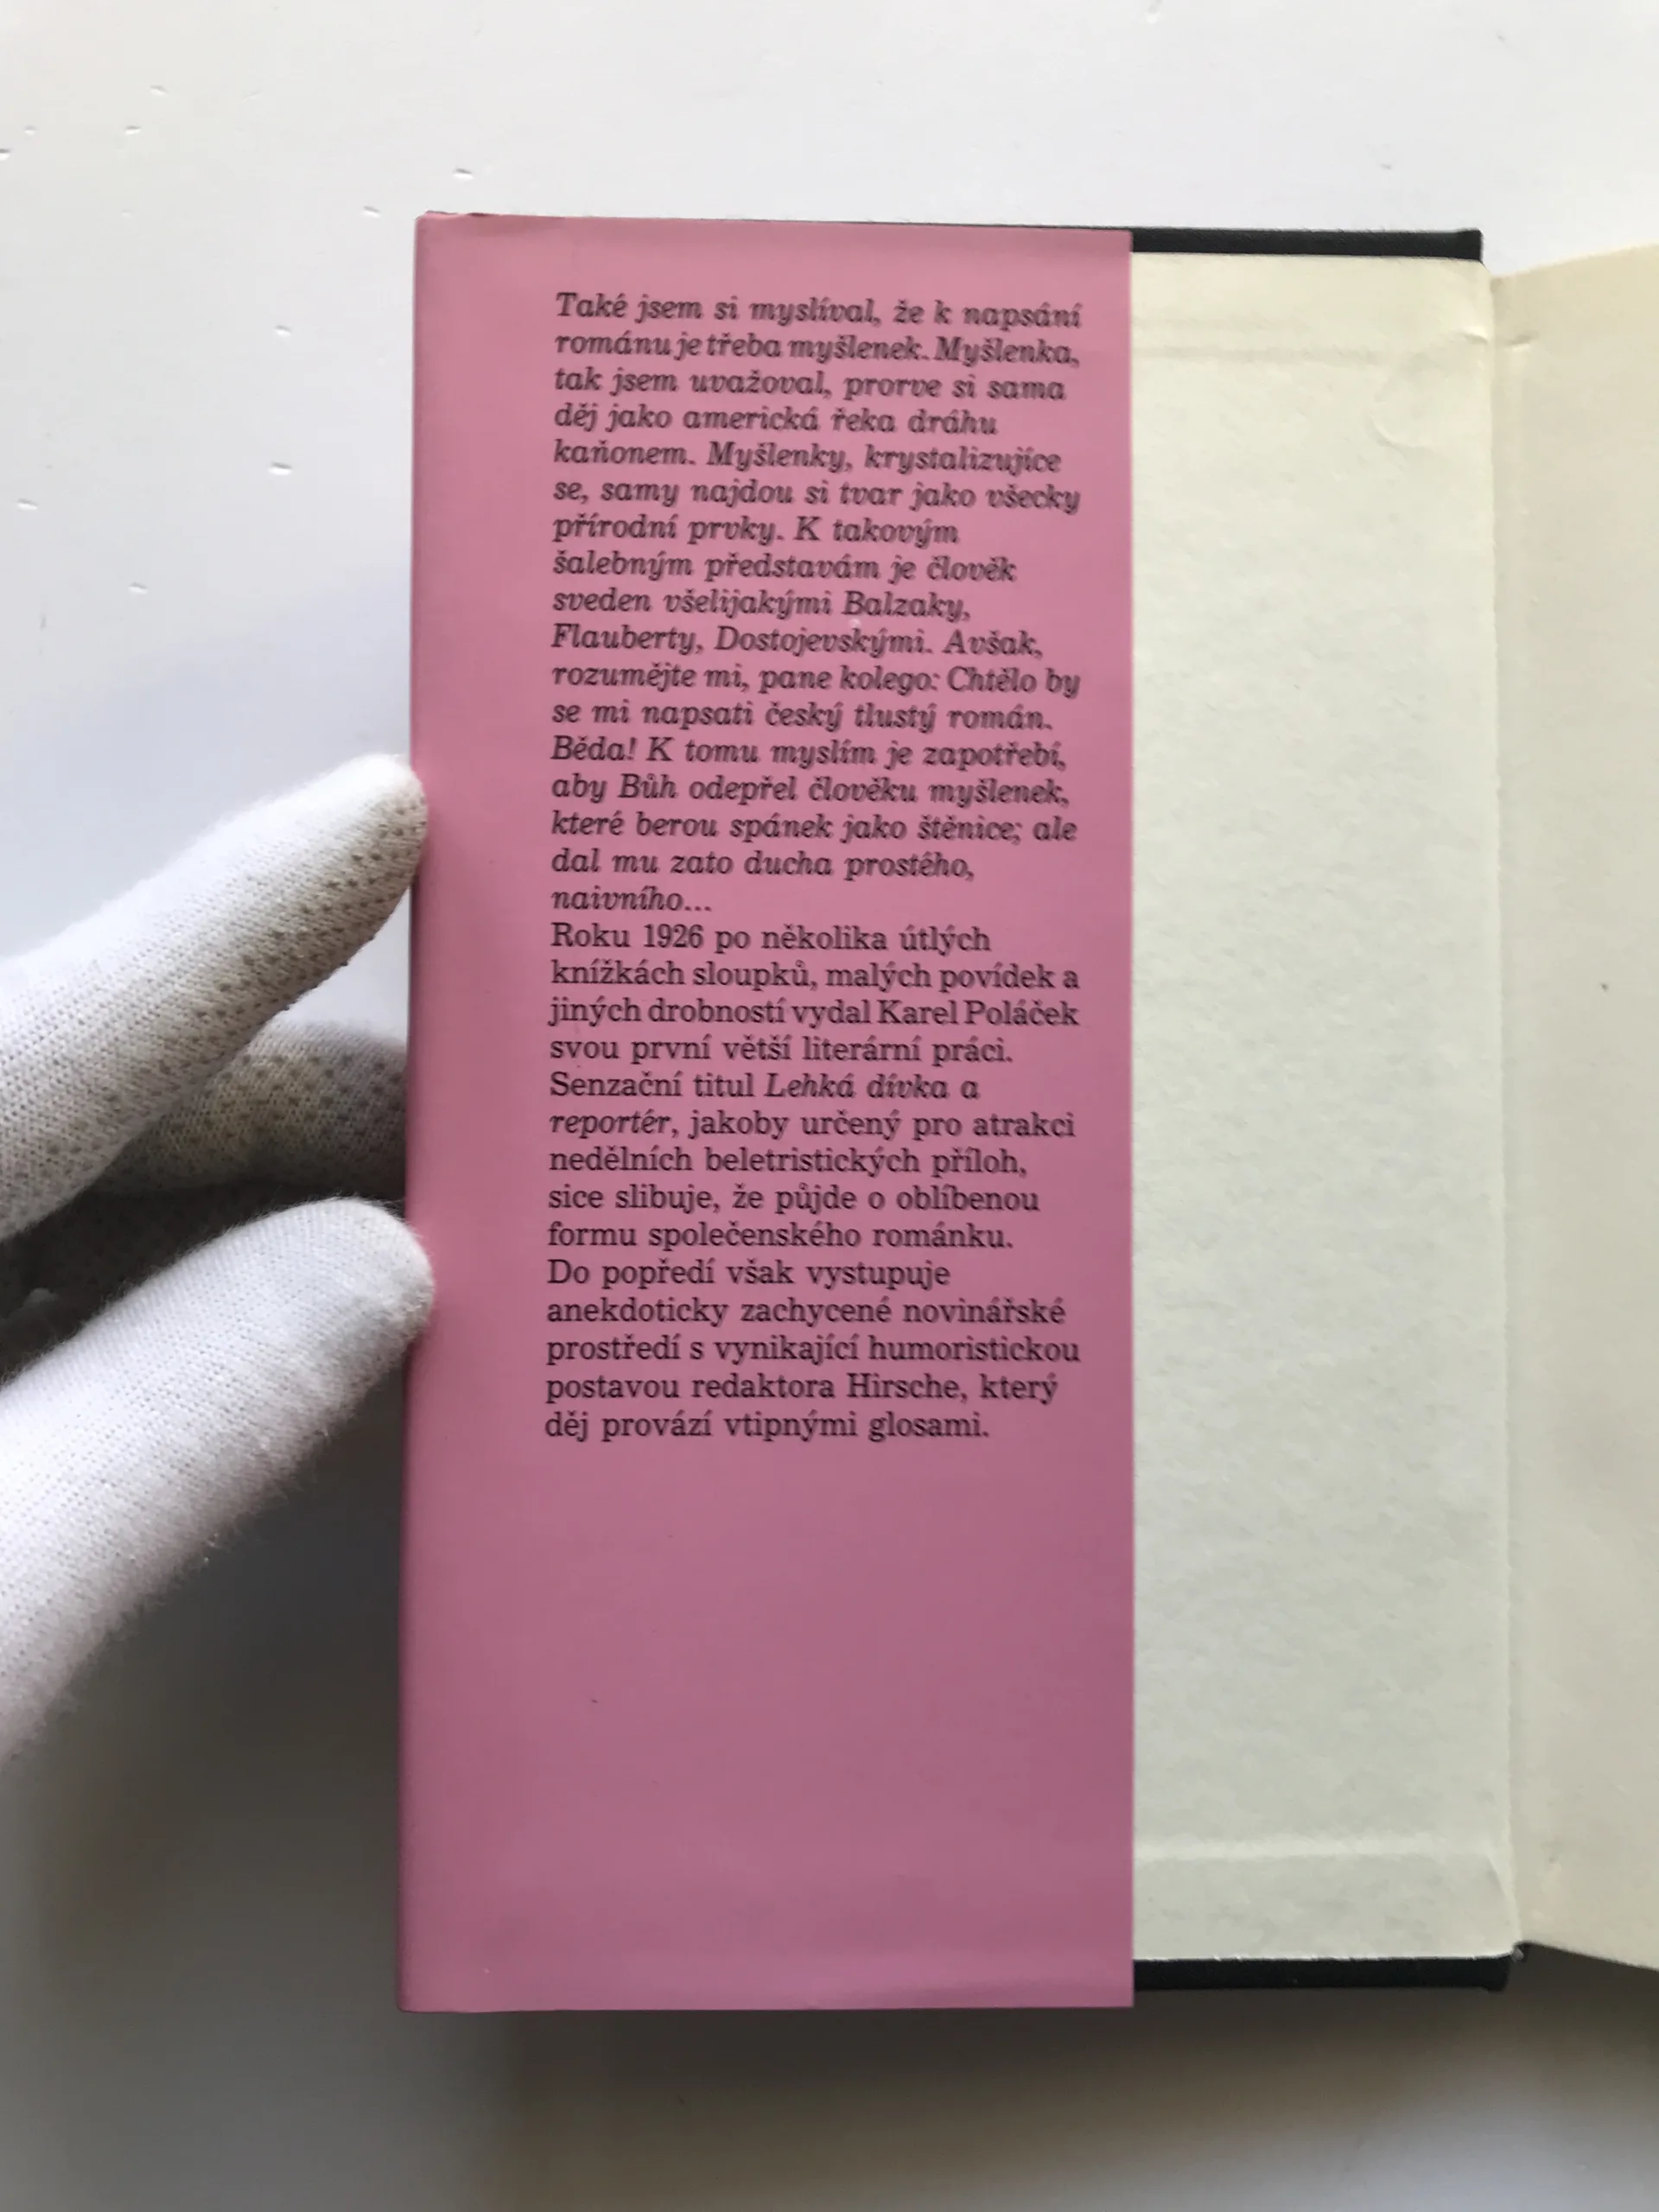 Také jsem si myslíval, že k napsání
románu je třeba myšlenek. Myšlenka,
tak jsem uvažoval, prorve si sama
děj jako americká řeka dráhu
kaňonem. Myšlenky, krystalizujíce
se, samy najdou si tvar jako všecky
přírodní prvky. K takovým
šalebným představám je člověk
sveden všelijakými Balzaky,
Flauberty, Dostojevskými. Avšak,
rozumějte mi, pane kolego: Chtělo by
se mi napsati český tlustý román.
Běda! K tomu myslím je zapotřebí,
aby Bůh odepřel člověku myšlenek,
které berou spánek jako štěnice; ale
dal mu zato ducha prostého,
naivního...
Roku 1926 po několika útlých
knížkách sloupků, malých povídek a
jiných drobností vydal Karel Poláček
svou první větší literární práci.
Senzační titul Lehká dívka a
reportér, jakoby určený pro atrakci
nedělních beletristických příloh,
sice slibuje, že půjde o oblíbenou
formu společenského románku.
Do popředí však vystupuje
anekdoticky zachycené novinářské
prostředí s vynikající humoristickou
postavou redaktora Hirsche, který
děj provází vtipnými glosami.